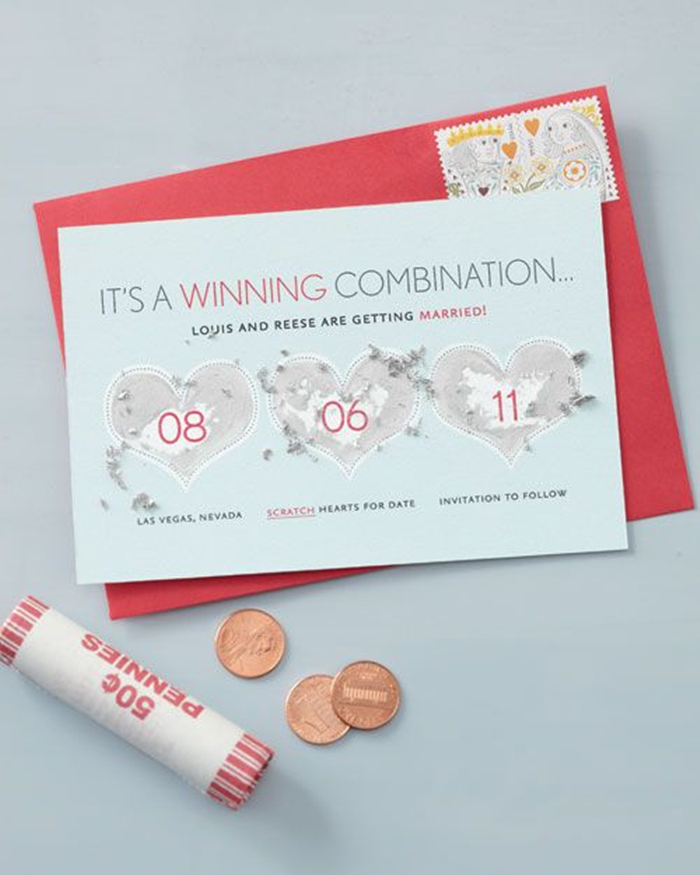 IT'S A WINNING COMBINATION...
LOUIS AND REESE ARE GETTING MARRIED!
08 06 11
LAS VEGAS, NEVADA SCRATCH HEARTS FOR DATE INVITATION TO FOLLOW
50¢
PENNIES